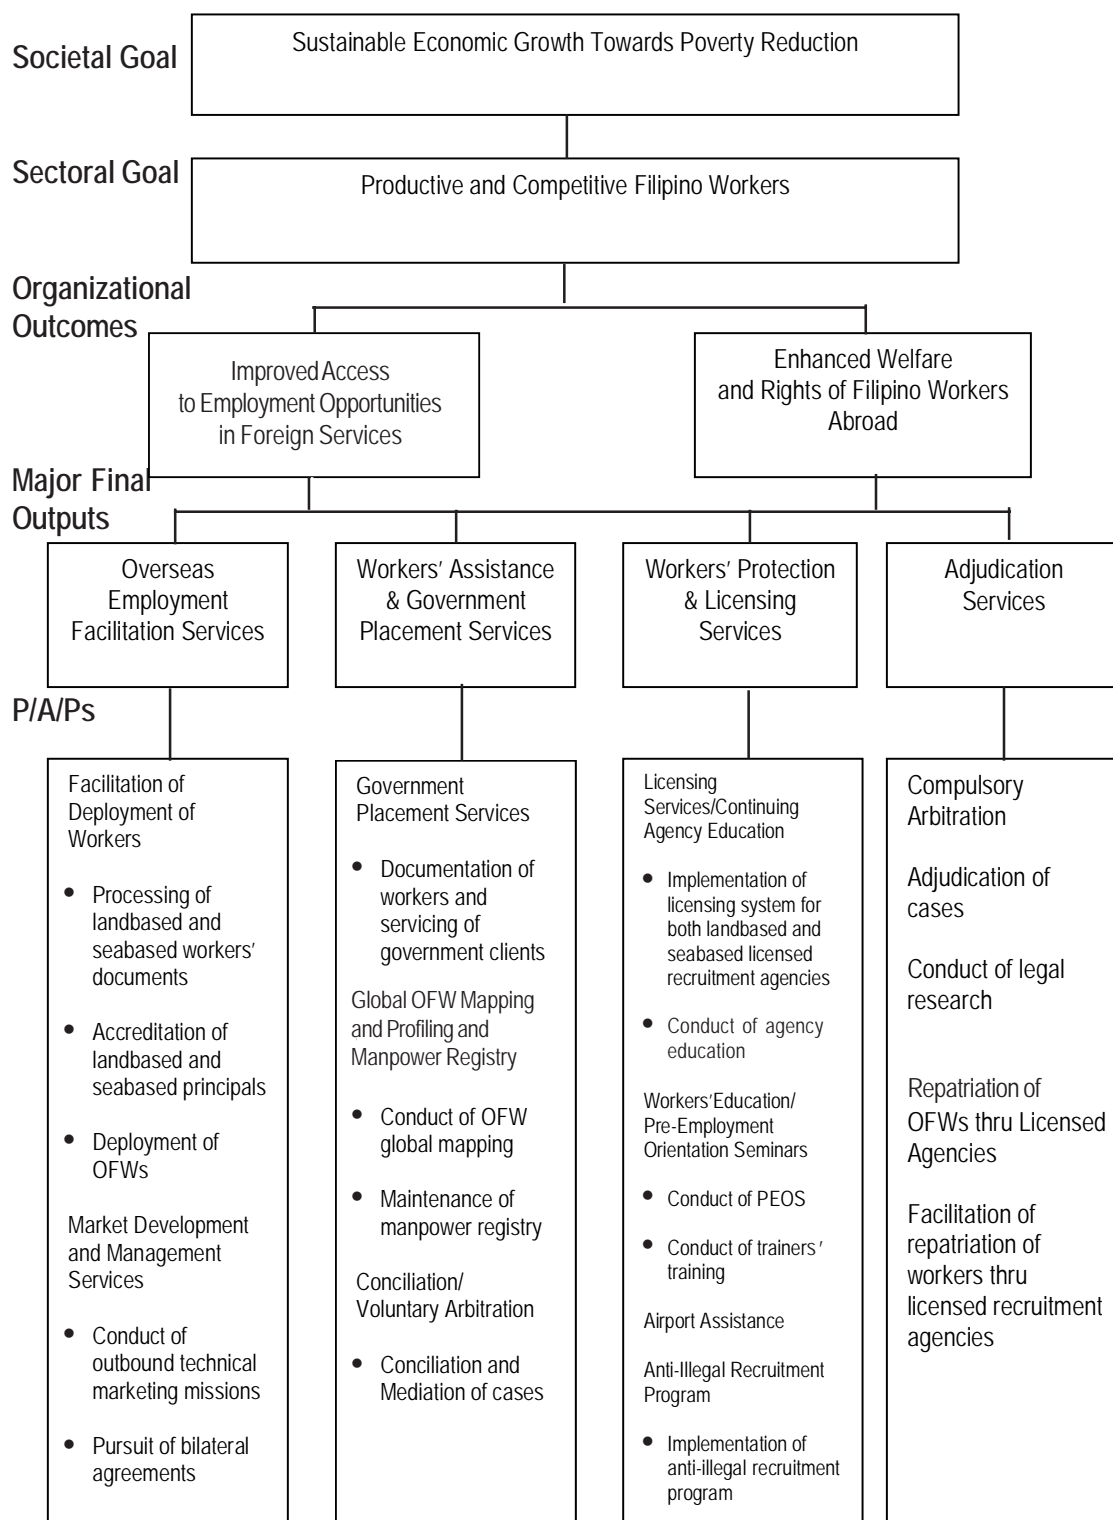 Societal Goal
Sustainable Economic Growth Towards Poverty Reduction
Sectoral Goal
Productive and Competitive Filipino Workers
Organizational
Outcomes
Improved Access
to Employment Opportunities
in Foreign Services
Enhanced Welfare
and Rights of Filipino Workers
Abroad
Major Final
Outputs
Overseas
Employment
Facilitation Services
Workers' Assistance
& Government
Placement Services
Workers' Protection
& Licensing
Services
Adjudication
Services
P/A/Ps
Facilitation of
Deployment of
Workers
• Processing of
landbased and
seabased workers'
documents
• Accreditation of
landbased and
seabased principals
• Deployment of
OFWs
Market Development
and Management
Services
• Conduct of
outbound technical
marketing missions
• Pursuit of bilateral
agreements
Government
Placement Services
• Documentation of
workers and
servicing of
government clients
Global OFW Mapping
and Profiling and
Manpower Registry
• Conduct of OFW
global mapping
• Maintenance of
manpower registry
Conciliation/
Voluntary Arbitration
• Conciliation and
Mediation of cases
Licensing
Services/Continuing
Agency Education
• Implementation of
licensing system for
both landbased and
seabased licensed
recruitment agencies
• Conduct of agency
education
Workers'Education/
Pre-Employment
Orientation Seminars
• Conduct of PEOS
• Conduct of trainers'
training
Airport Assistance
Anti-Illegal Recruitment
Program
• Implementation of
anti-illegal recruitment
program
Compulsory
Arbitration
Adjudication of
cases
Conduct of legal
research
Repatriation of
OFWs thru Licensed
Agencies
Facilitation of
repatriation of
workers thru
licensed recruitment
agencies